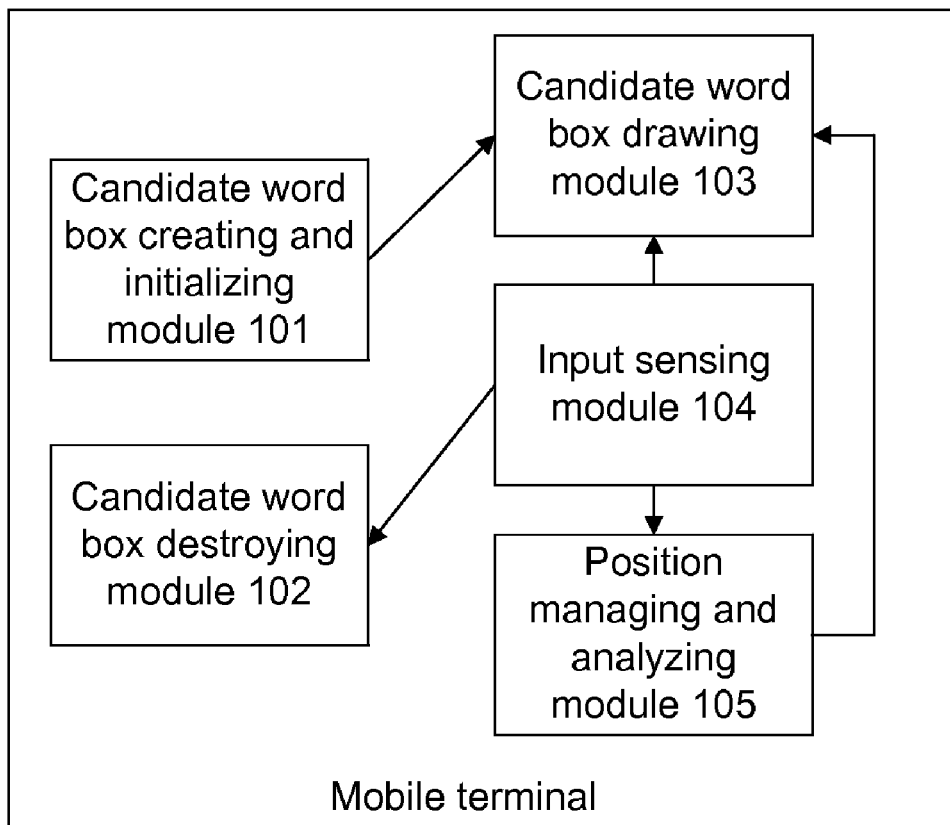 Candidate word
box drawing
module 103
Candidate word
box creating and
initializing
module 101
Input sensing
module 104
Candidate word
box destroying
module 102
Position
managing and
analyzing
module 105
Mobile terminal